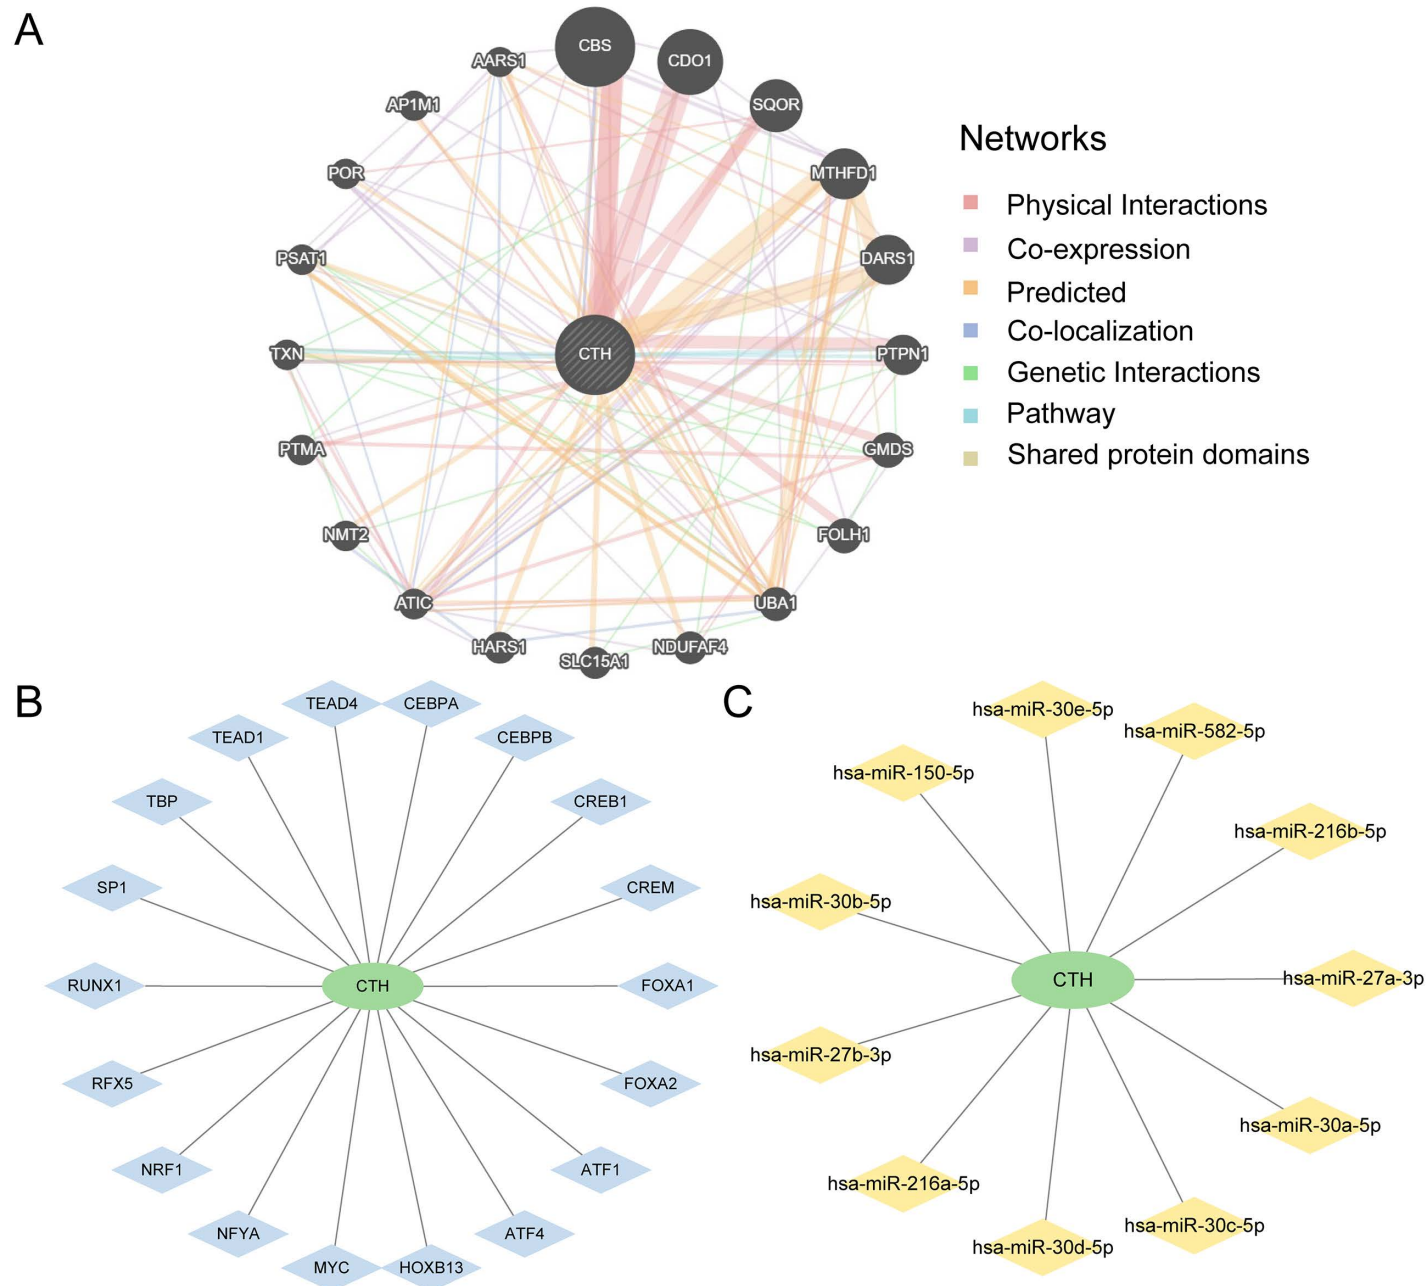 A
CBS
CDO1
AARS1
SQOR
AP1M1
POR
MTHFD1
PSAT1
DARS1
TXN
CTH
PTPN1
PTMA
GMDS
NMT2
FOLH1
ATIC
UBA1
HARS1
SLC15A1
NDUFAF4
Networks
Physical Interactions
Co-expression
Predicted
Co-localization
Genetic Interactions
Pathway
Shared protein domains
B
TEAD4
CEBPA
TEAD1
CEBPB
TBP
CREB1
SP1
CREM
RUNX1
CTH
FOXA1
RFX5
FOXA2
NRF1
ATF1
NFYA
ATF4
MYC
HOXB13
C
hsa-miR-30e-5p
hsa-miR-582-5p
hsa-miR-150-5p
hsa-miR-216b-5p
hsa-miR-30b-5p
CTH
hsa-miR-27a-3p
hsa-miR-27b-3p
hsa-miR-30a-5p
hsa-miR-216a-5p
hsa-miR-30c-5p
hsa-miR-30d-5p